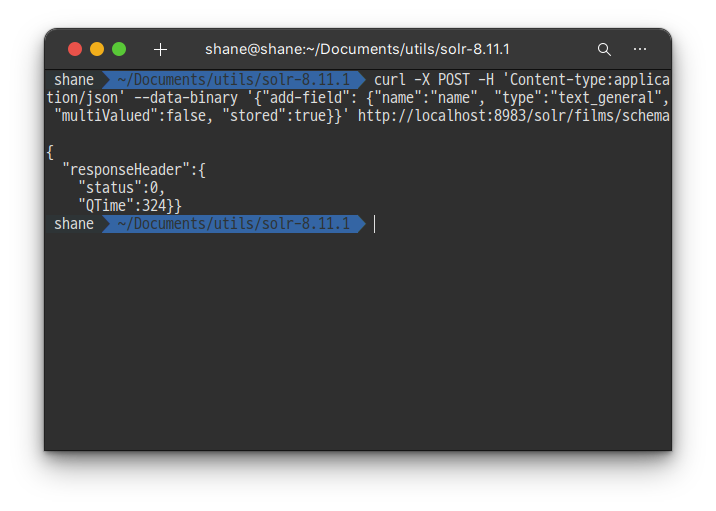 shane@shane:~/Documents/utils/solr-8.11.1
shane ~/Documents/utils/solr-8.11.1 curl -X POST -H 'Content-type:applica
tion/json' --data-binary '{"add-field": {"name":"name", "type":"text_general",
"multiValued":false, "stored":true}}' http://localhost:8983/solr/films/schema
{
"responseHeader":{
"status":0,
"QTime":324}}
shane ~/Documents/utils/solr-8.11.1